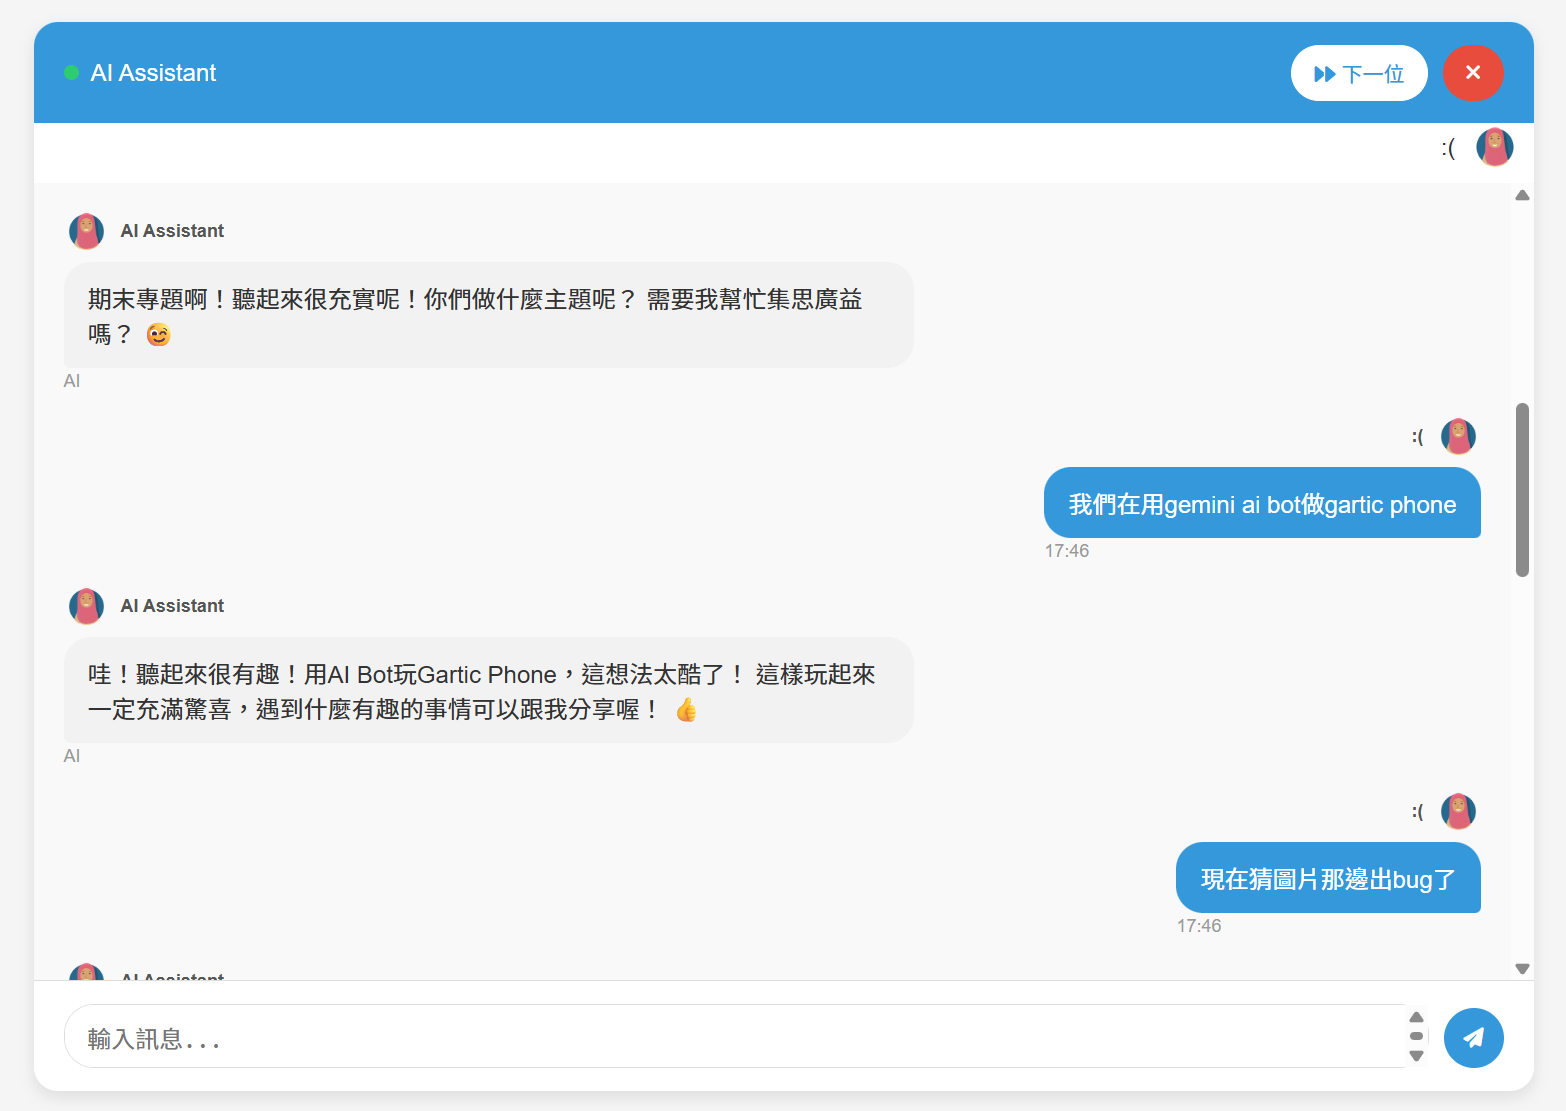 AI Assistant
下一位
:(
AI Assistant
期末專題啊！聽起來很充實呢！你們做什麼主題呢？ 需要我幫忙集思廣益
嗎？ 😉
AI
:(
我們在用gemini ai bot做gartic phone
17:46
AI Assistant
哇！聽起來很有趣！用AI Bot玩Gartic Phone，這想法太酷了！ 這樣玩起來
一定充滿驚喜，遇到什麼有趣的事情可以跟我分享喔！ 👍
AI
:(
現在猜圖片那邊出bug了
17:46
AI Assistant
輸入訊息...